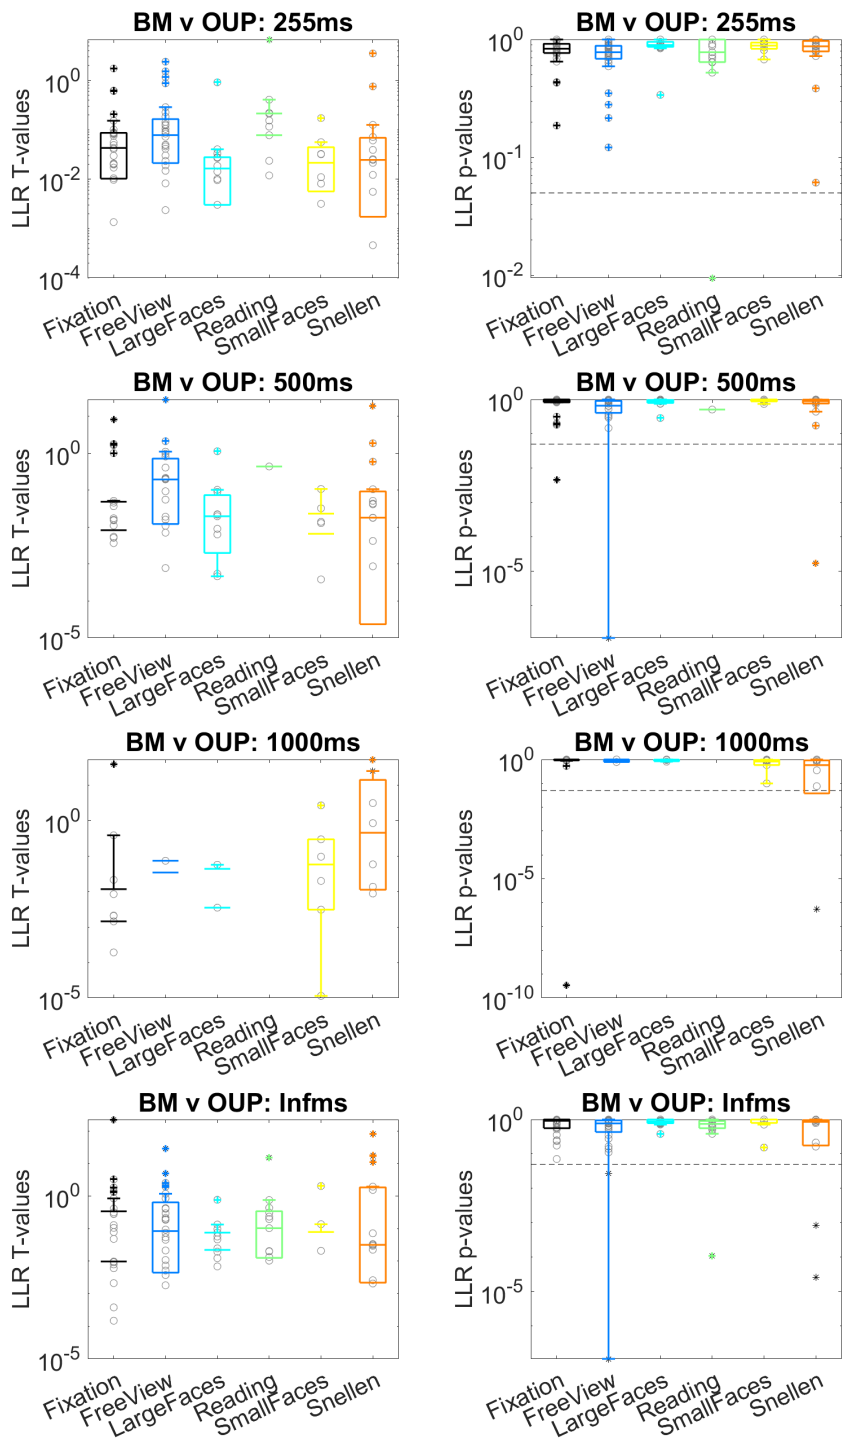 BM v OUP: 255ms
LLR T-values
10^0
10^-2
10^-4
Fixation
FreeView
LargeFaces
Reading
SmallFaces
Snellen
BM v OUP: 255ms
LLR p-values
10^0
10^-1
10^-2
Fixation
FreeView
LargeFaces
Reading
SmallFaces
Snellen
BM v OUP: 500ms
LLR T-values
10^0
10^-5
Fixation
FreeView
LargeFaces
Reading
SmallFaces
Snellen
BM v OUP: 500ms
LLR p-values
10^0
10^-5
Fixation
FreeView
LargeFaces
Reading
SmallFaces
Snellen
BM v OUP: 1000ms
LLR T-values
10^0
10^-5
Fixation
FreeView
LargeFaces
Reading
SmallFaces
Snellen
BM v OUP: 1000ms
LLR p-values
10^0
10^-5
10^-10
Fixation
FreeView
LargeFaces
Reading
SmallFaces
Snellen
BM v OUP: Infms
LLR T-values
10^0
10^-5
Fixation
FreeView
LargeFaces
Reading
SmallFaces
Snellen
BM v OUP: Infms
LLR p-values
10^0
10^-5
Fixation
FreeView
LargeFaces
Reading
SmallFaces
Snellen